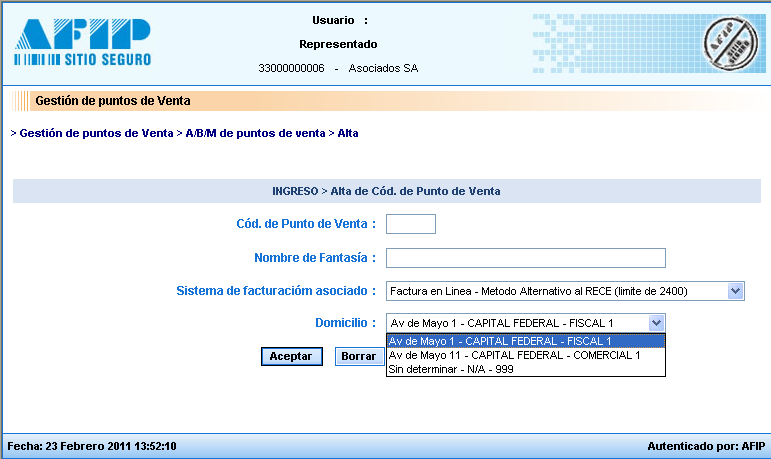 AFIP
SITIO SEGURO
Usuario :
Representado
33000000006 - Asociados SA
SITIO SEGURO
Gestión de puntos de Venta
> Gestión de puntos de Venta > A/B/M de puntos de venta > Alta
INGRESO > Alta de Cód. de Punto de Venta
Cód. de Punto de Venta :
Nombre de Fantasía :
Sistema de facturacióm asociado : Factura en Linea - Metodo Alternativo al RECE (limite de 2400)
Domicilio : Av de Mayo 1 - CAPITAL FEDERAL - FISCAL 1
Av de Mayo 1 - CAPITAL FEDERAL - FISCAL 1
Av de Mayo 11 - CAPITAL FEDERAL - COMERCIAL 1
Sin determinar - N/A - 999
Aceptar Borrar
Fecha: 23 Febrero 2011 13:52:10 Autenticado por: AFIP